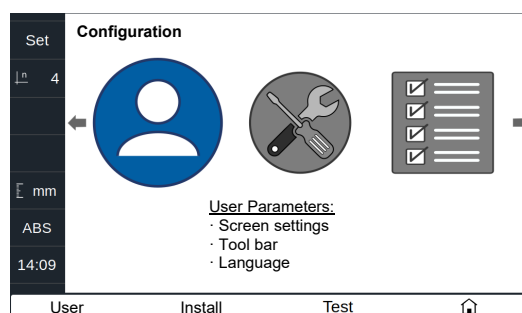 Set
Configuration
n 4
mm
ABS
14:09
User Parameters:
· Screen settings
· Tool bar
· Language
User Install Test